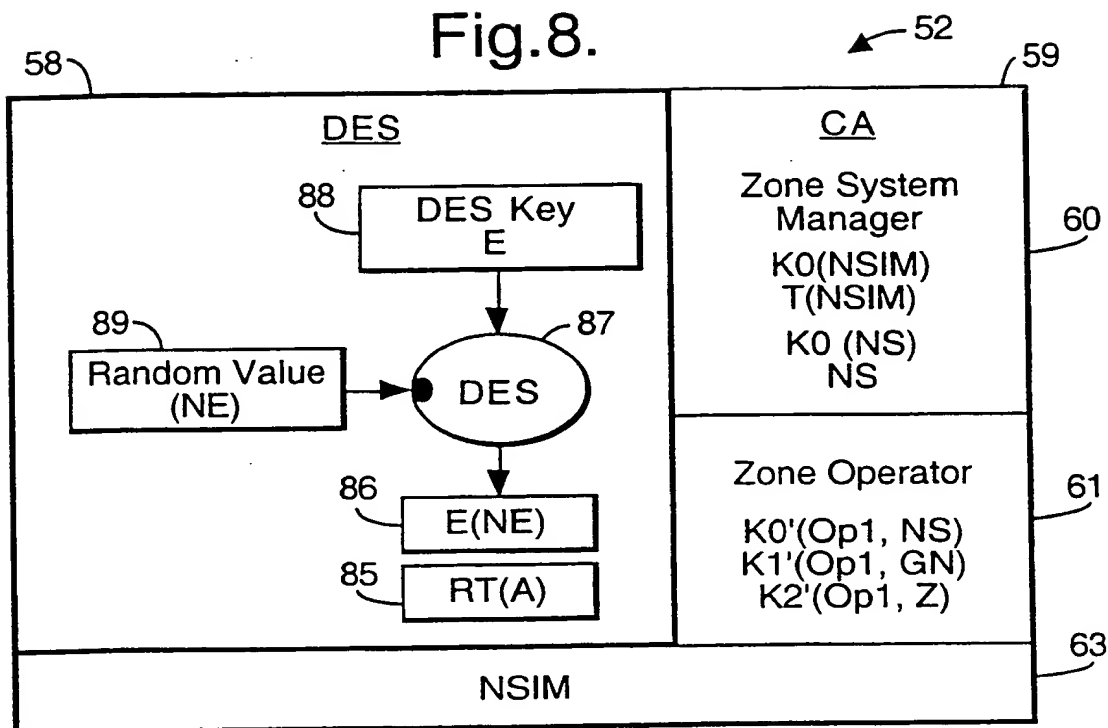 Fig.8.
52
58
59
DES
CA
88
DES Key
E
Zone System
Manager
60
K0(NSIM)
T(NSIM)
K0 (NS)
NS
89
Random Value
(NE)
87
DES
86
E(NE)
85
RT(A)
Zone Operator
61
K0'(Op1, NS)
K1'(Op1, GN)
K2'(Op1, Z)
63
NSIM